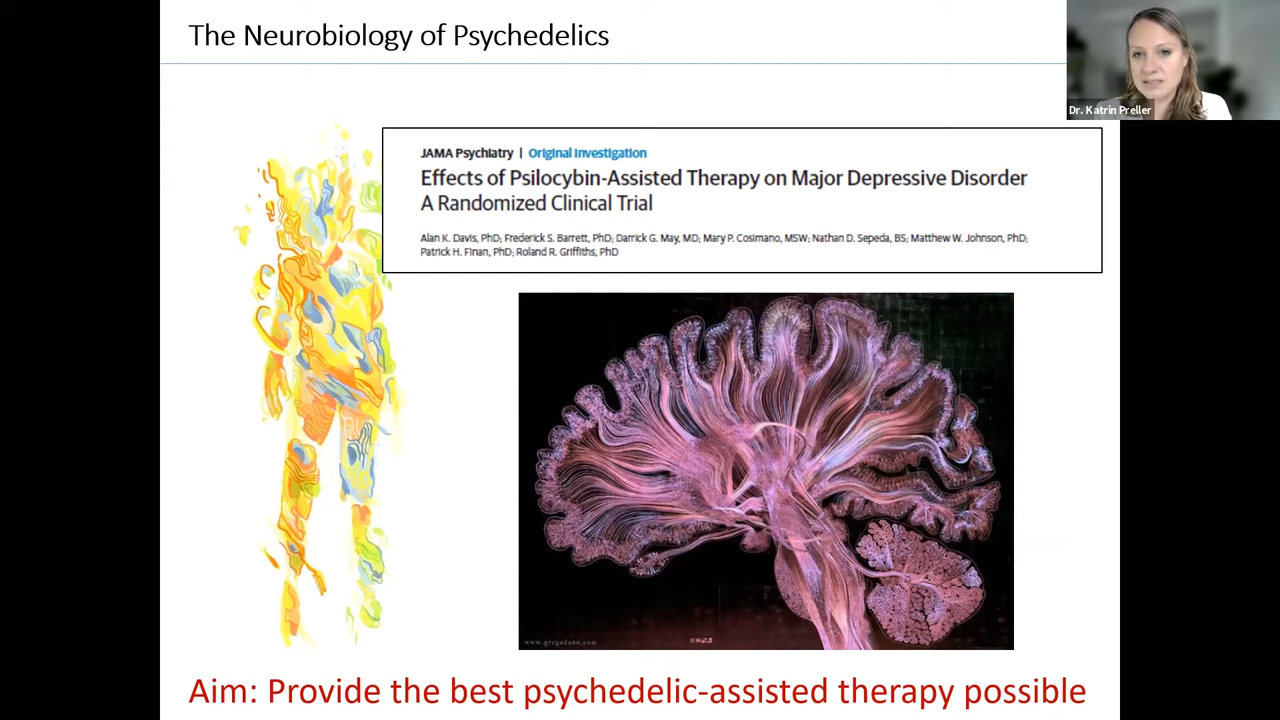 The Neurobiology of Psychedelics
Dr. Katrin Preller
JAMA Psychiatry | Original Investigation
Effects of Psilocybin-Assisted Therapy on Major Depressive Disorder
A Randomized Clinical Trial
Alan K. Davis, PhD; Frederick S. Barrett, PhD; Darrick G. May, MD; Mary P. Cosimano, MSW; Nathan D. Sepeda, BS; Matthew W. Johnson, PhD;
Patrick H. Finan, PhD; Roland R. Griffiths, PhD
www.gregadunn.com
Aim: Provide the best psychedelic-assisted therapy possible